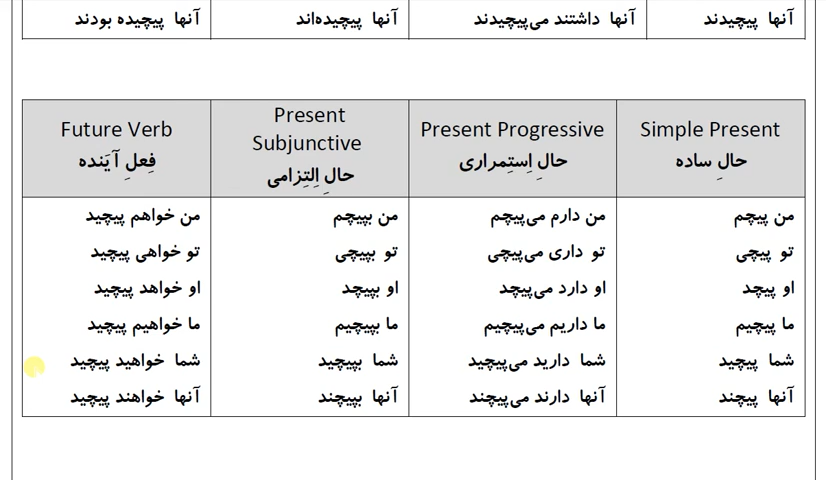 آنها پیچیدند
آنها داشتند می‌پیچیدند
آنها پیچیده‌اند
آنها پیچیده بودند
Simple Present
حالِ ساده
Present Progressive
حالِ اِستِمراری
Present
Subjunctive
حالِ اِلتِزامی
Future Verb
فِعلِ آیَنده
من پیچم
من دارم می‌پیچم
من بپیچم
من خواهم پیچید
تو پیچی
تو داری می‌پیچی
تو بپیچی
تو خواهی پیچید
او پیچد
او دارد می‌پیچد
او بپیچد
او خواهد پیچید
ما پیچیم
ما داریم می‌پیچیم
ما بپیچیم
ما خواهیم پیچید
شما پیچید
شما دارید می‌پیچید
شما بپیچید
شما خواهید پیچید
آنها پیچند
آنها دارند می‌پیچند
آنها بپیچند
آنها خواهند پیچید